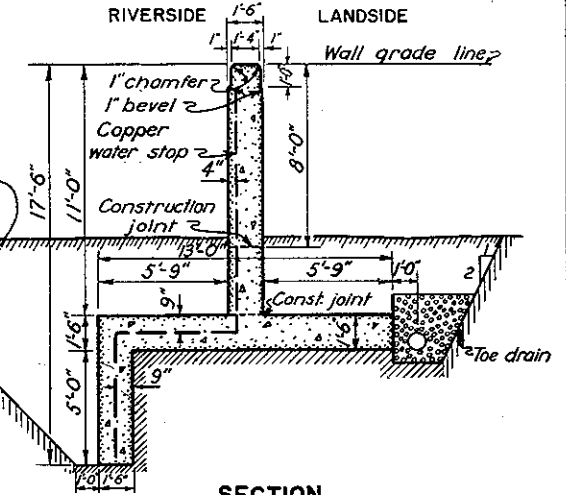 RIVERSIDE
LANDSIDE
1'-6"
1" 1'-4" 1"
Wall grade line
1" chamfer
1'-0"
1" bevel
Copper
water stop
4"
8'-0"
17'-6"
11'-0"
Construction
joint
13'-0"
5'-9" 5'-9" 1'-0"
2
9"
Const. joint
1'-6"
1'-6"
Toe drain
5'-0"
9"
1'-0" 1'-6"
SECTION